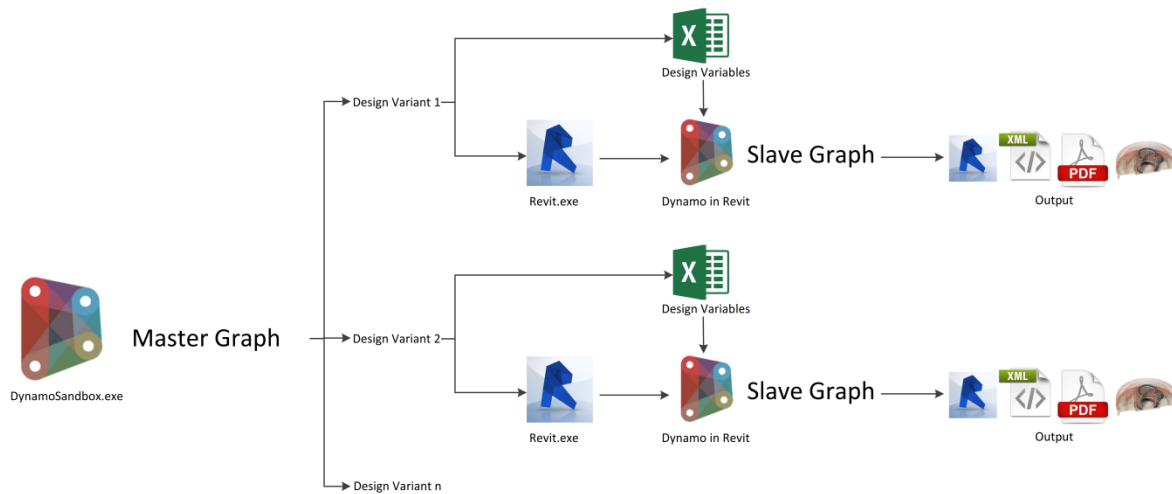 Design Variables
Design Variant 1
XML
</>
PDF
Slave Graph
Revit.exe
Dynamo in Revit
Output
Master Graph
DynamoSandbox.exe
X
Design Variables
Design Variant 2
XML
</>
PDF
Slave Graph
Revit.exe
Dynamo in Revit
Output
Design Variant n